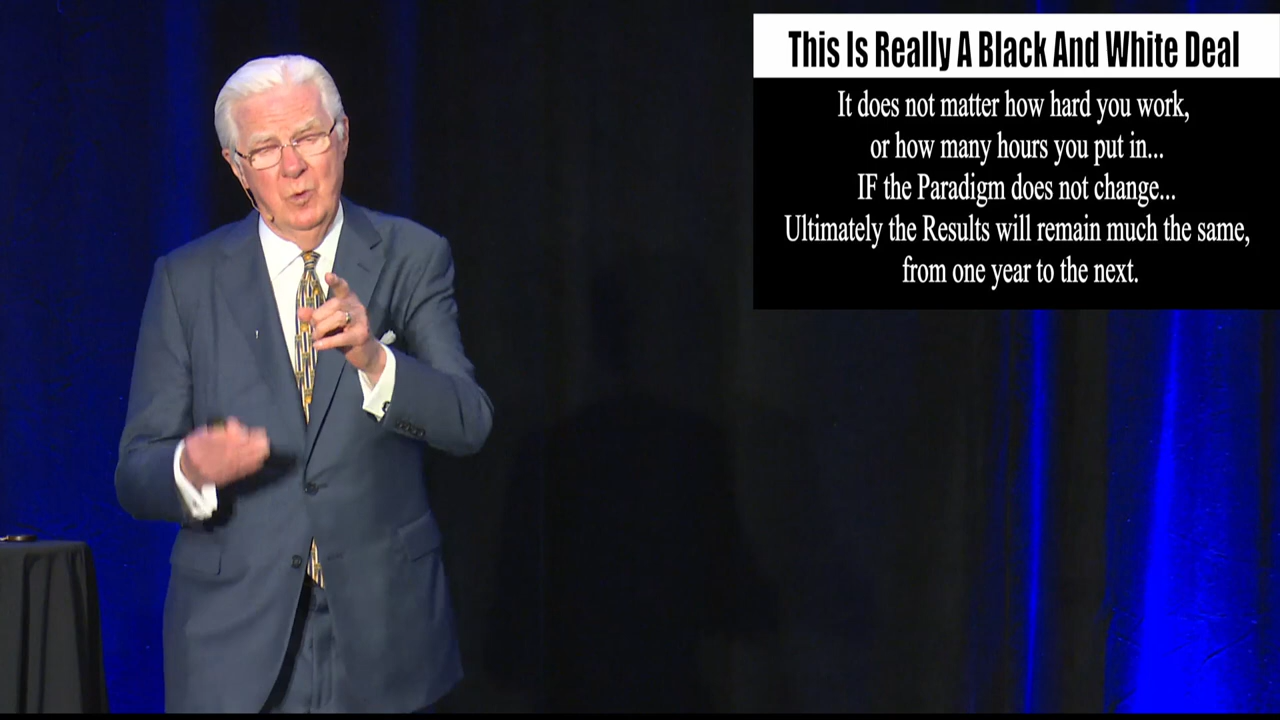 This Is Really A Black And White Deal
It does not matter how hard you work,
or how many hours you put in...
IF the Paradigm does not change...
Ultimately the Results will remain much the same,
from one year to the next.